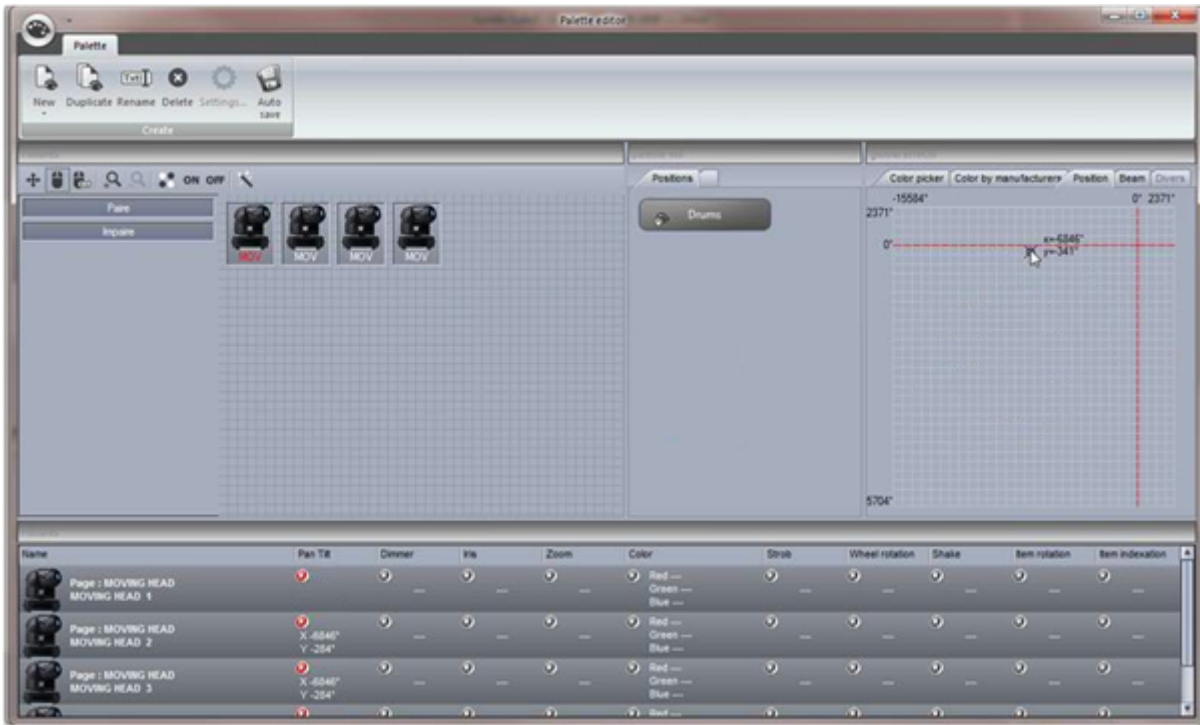 Palette editor
Palette
New Duplicate Rename Delete Settings... Auto save
Create
ON OFF
Paire
Impaire
MOV MOV MOV MOV
Positions
Drums
Color picker Color by manufacturers Position Beam Divers
-15584° 0° 2371°
2371°
0°
x=-6846°
y=-341°
5704°
Name Pan Tilt Dimmer Iris Zoom Color Strob Wheel rotation Shake Item rotation Item indexation
Page : MOVING HEAD
MOVING HEAD 1
Red ---
Green ---
Blue ---
Page : MOVING HEAD
MOVING HEAD 2
X -6846°
Y -284°
Red ---
Green ---
Blue ---
Page : MOVING HEAD
MOVING HEAD 3
X -6846°
Y -284°
Red ---
Green ---
Blue ---